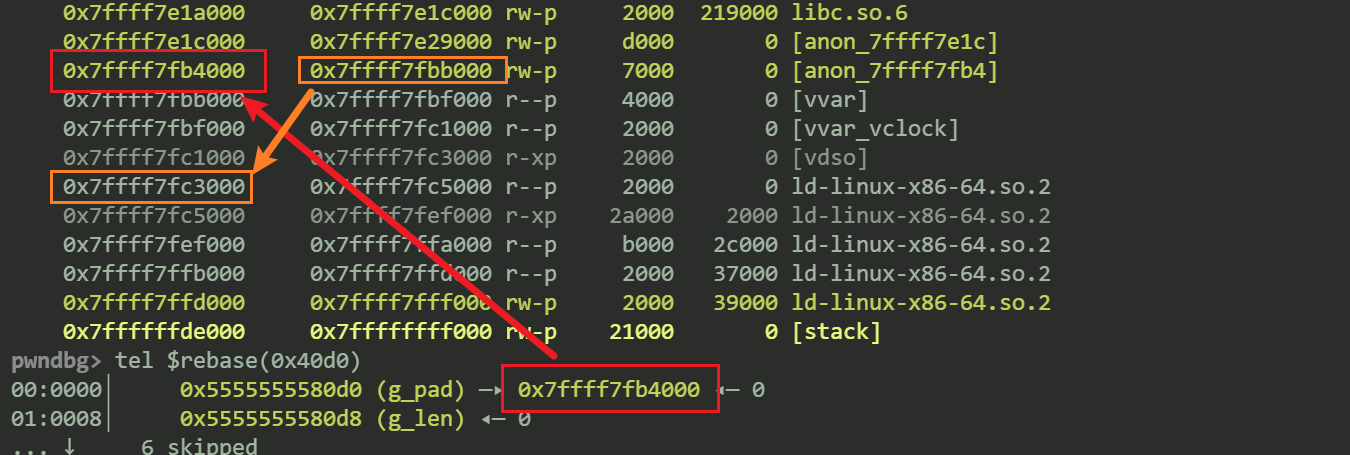 0x7ffff7e1a000 0x7ffff7e1c000 rw-p 2000 219000 libc.so.6
0x7ffff7e1c000 0x7ffff7e29000 rw-p d000 0 [anon_7ffff7e1c]
0x7ffff7fb4000 0x7ffff7fbb000 rw-p 7000 0 [anon_7ffff7fb4]
0x7ffff7fbb000 0x7ffff7fbf000 r--p 4000 0 [vvar]
0x7ffff7fbf000 0x7ffff7fc1000 r--p 2000 0 [vvar_vclock]
0x7ffff7fc1000 0x7ffff7fc3000 r-xp 2000 0 [vdso]
0x7ffff7fc3000 0x7ffff7fc5000 r--p 2000 0 ld-linux-x86-64.so.2
0x7ffff7fc5000 0x7ffff7fef000 r-xp 2a000 2000 ld-linux-x86-64.so.2
0x7ffff7fef000 0x7ffff7ffa000 r--p b000 2c000 ld-linux-x86-64.so.2
0x7ffff7ffb000 0x7ffff7ffd000 r--p 2000 37000 ld-linux-x86-64.so.2
0x7ffff7ffd000 0x7ffff7fff000 rw-p 2000 39000 ld-linux-x86-64.so.2
0x7ffffffde000 0x7ffffffff000 rw-p 21000 0 [stack]
pwndbg> tel $rebase(0x40d0)
00:0000│ 0x5555555580d0 (g_pad) —▸ 0x7ffff7fb4000 ◂— 0
01:0008│ 0x5555555580d8 (g_len) ◂— 0
... ↓ 6 skipped